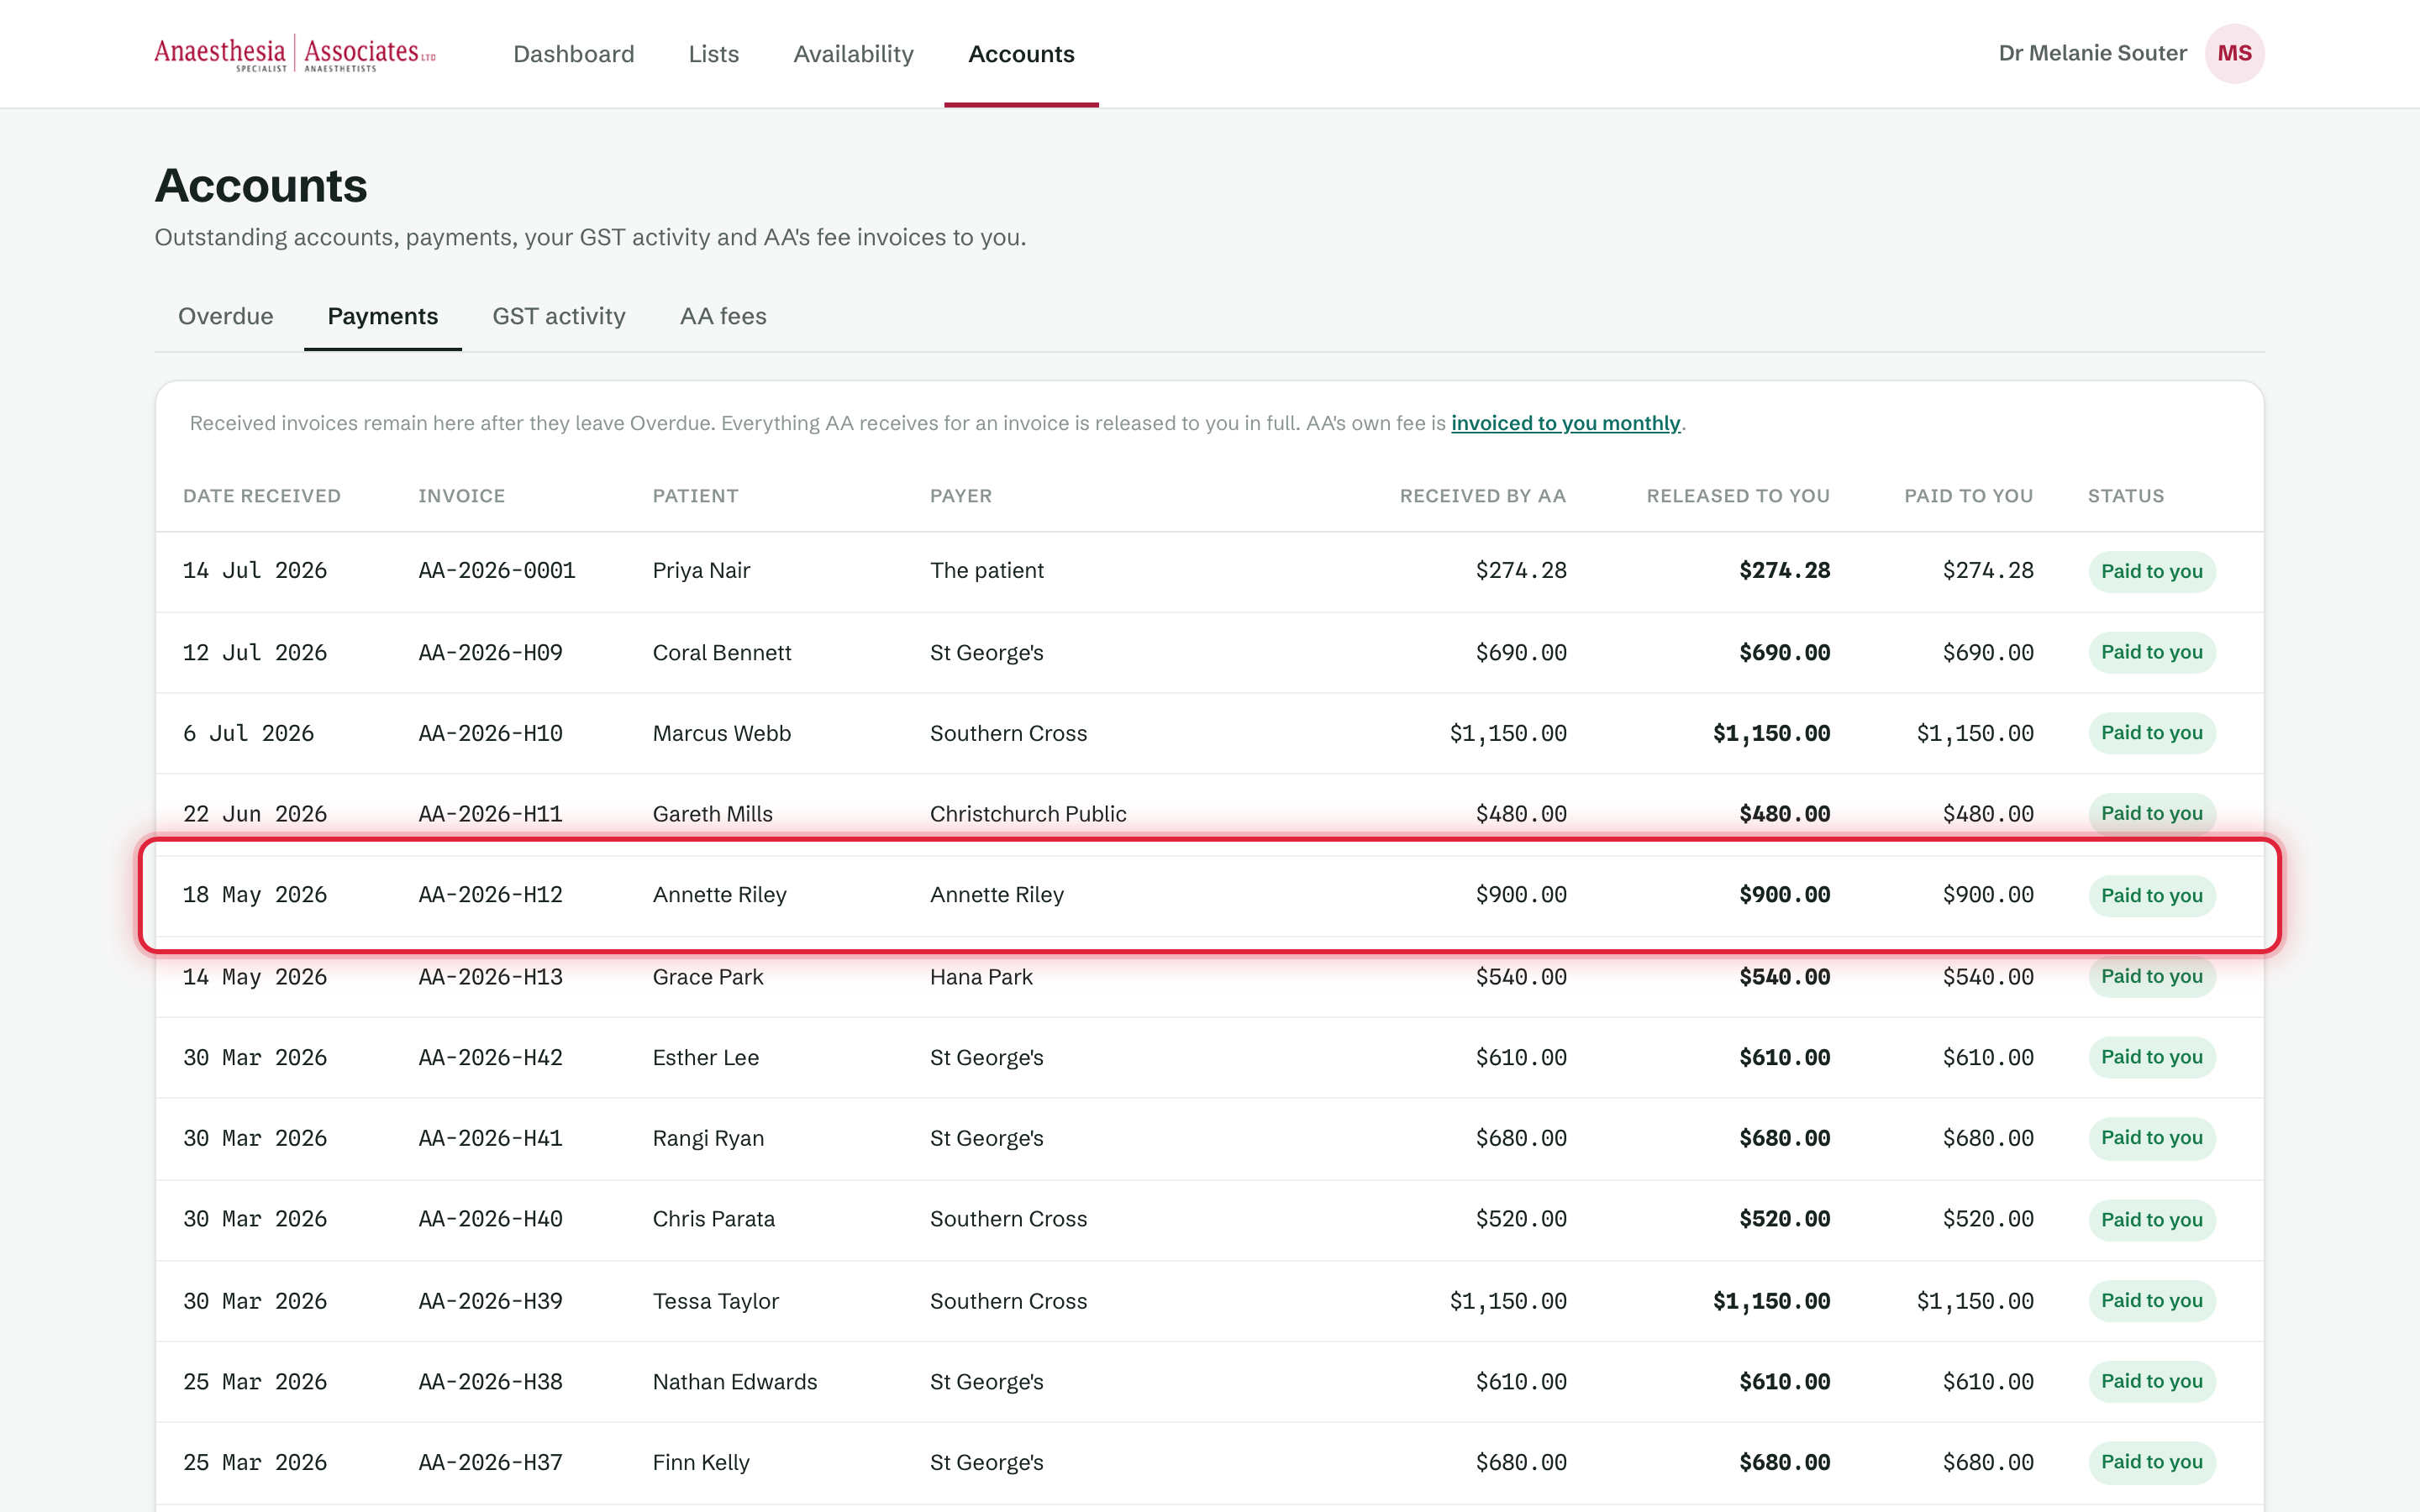 Anaesthesia | Associates LTD
SPECIALIST ANAESTHETISTS
Dashboard Lists Availability Accounts
Dr Melanie Souter MS
Accounts
Outstanding accounts, payments, your GST activity and AA's fee invoices to you.
Overdue Payments GST activity AA fees
Received invoices remain here after they leave Overdue. Everything AA receives for an invoice is released to you in full. AA's own fee is invoiced to you monthly.
DATE RECEIVED INVOICE PATIENT PAYER RECEIVED BY AA RELEASED TO YOU PAID TO YOU STATUS
14 Jul 2026 AA-2026-0001 Priya Nair The patient $274.28 $274.28 $274.28 Paid to you
12 Jul 2026 AA-2026-H09 Coral Bennett St George's $690.00 $690.00 $690.00 Paid to you
6 Jul 2026 AA-2026-H10 Marcus Webb Southern Cross $1,150.00 $1,150.00 $1,150.00 Paid to you
22 Jun 2026 AA-2026-H11 Gareth Mills Christchurch Public $480.00 $480.00 $480.00 Paid to you
18 May 2026 AA-2026-H12 Annette Riley Annette Riley $900.00 $900.00 $900.00 Paid to you
14 May 2026 AA-2026-H13 Grace Park Hana Park $540.00 $540.00 $540.00 Paid to you
30 Mar 2026 AA-2026-H42 Esther Lee St George's $610.00 $610.00 $610.00 Paid to you
30 Mar 2026 AA-2026-H41 Rangi Ryan St George's $680.00 $680.00 $680.00 Paid to you
30 Mar 2026 AA-2026-H40 Chris Parata Southern Cross $520.00 $520.00 $520.00 Paid to you
30 Mar 2026 AA-2026-H39 Tessa Taylor Southern Cross $1,150.00 $1,150.00 $1,150.00 Paid to you
25 Mar 2026 AA-2026-H38 Nathan Edwards St George's $610.00 $610.00 $610.00 Paid to you
25 Mar 2026 AA-2026-H37 Finn Kelly St George's $680.00 $680.00 $680.00 Paid to you